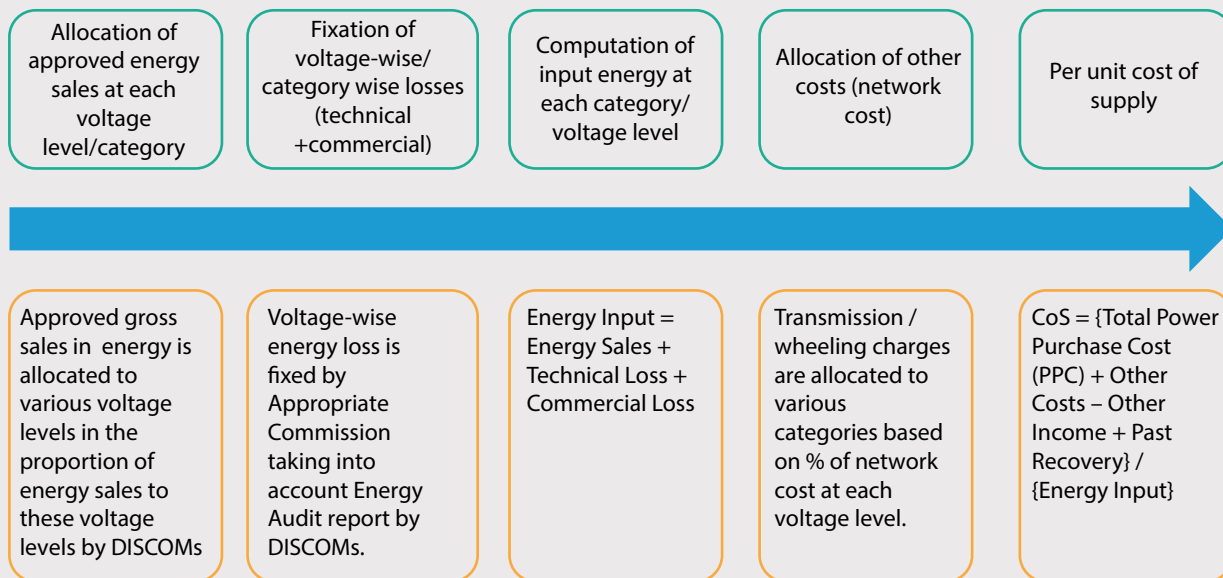 Allocation of
approved energy
sales at each
voltage
level/category
Fixation of
voltage-wise/
category wise losses
(technical
+commercial)
Computation of
input energy at
each category/
voltage level
Allocation of other
costs (network
cost)
Per unit cost of
supply
Approved gross
sales in energy is
allocated to
various voltage
levels in the
proportion of
energy sales to
these voltage
levels by DISCOMs
Voltage-wise
energy loss is
fixed by
Appropriate
Commission
taking into
account Energy
Audit report by
DISCOMs.
Energy Input =
Energy Sales +
Technical Loss +
Commercial Loss
Transmission /
wheeling charges
are allocated to
various
categories based
on % of network
cost at each
voltage level.
CoS = {Total Power
Purchase Cost
(PPC) + Other
Costs – Other
Income + Past
Recovery} /
{Energy Input}